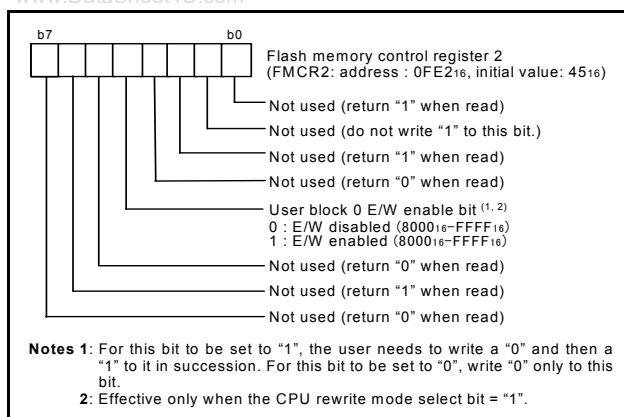 www.DataSheet4U.com
b7 b0
Flash memory control register 2
(FMCR2: address : 0FE216, initial value: 4516)
Not used (return “1” when read)
Not used (do not write “1” to this bit.)
Not used (return “1” when read)
Not used (return “0” when read)
User block 0 E/W enable bit (1, 2)
0 : E/W disabled (800016–FFFF16)
1 : E/W enabled (800016–FFFF16)
Not used (return “0” when read)
Not used (return “1” when read)
Not used (return “0” when read)
Notes 1: For this bit to be set to “1”, the user needs to write a “0” and then a
“1” to it in succession. For this bit to be set to “0”, write “0” only to this
bit.
2: Effective only when the CPU rewrite mode select bit = “1”.